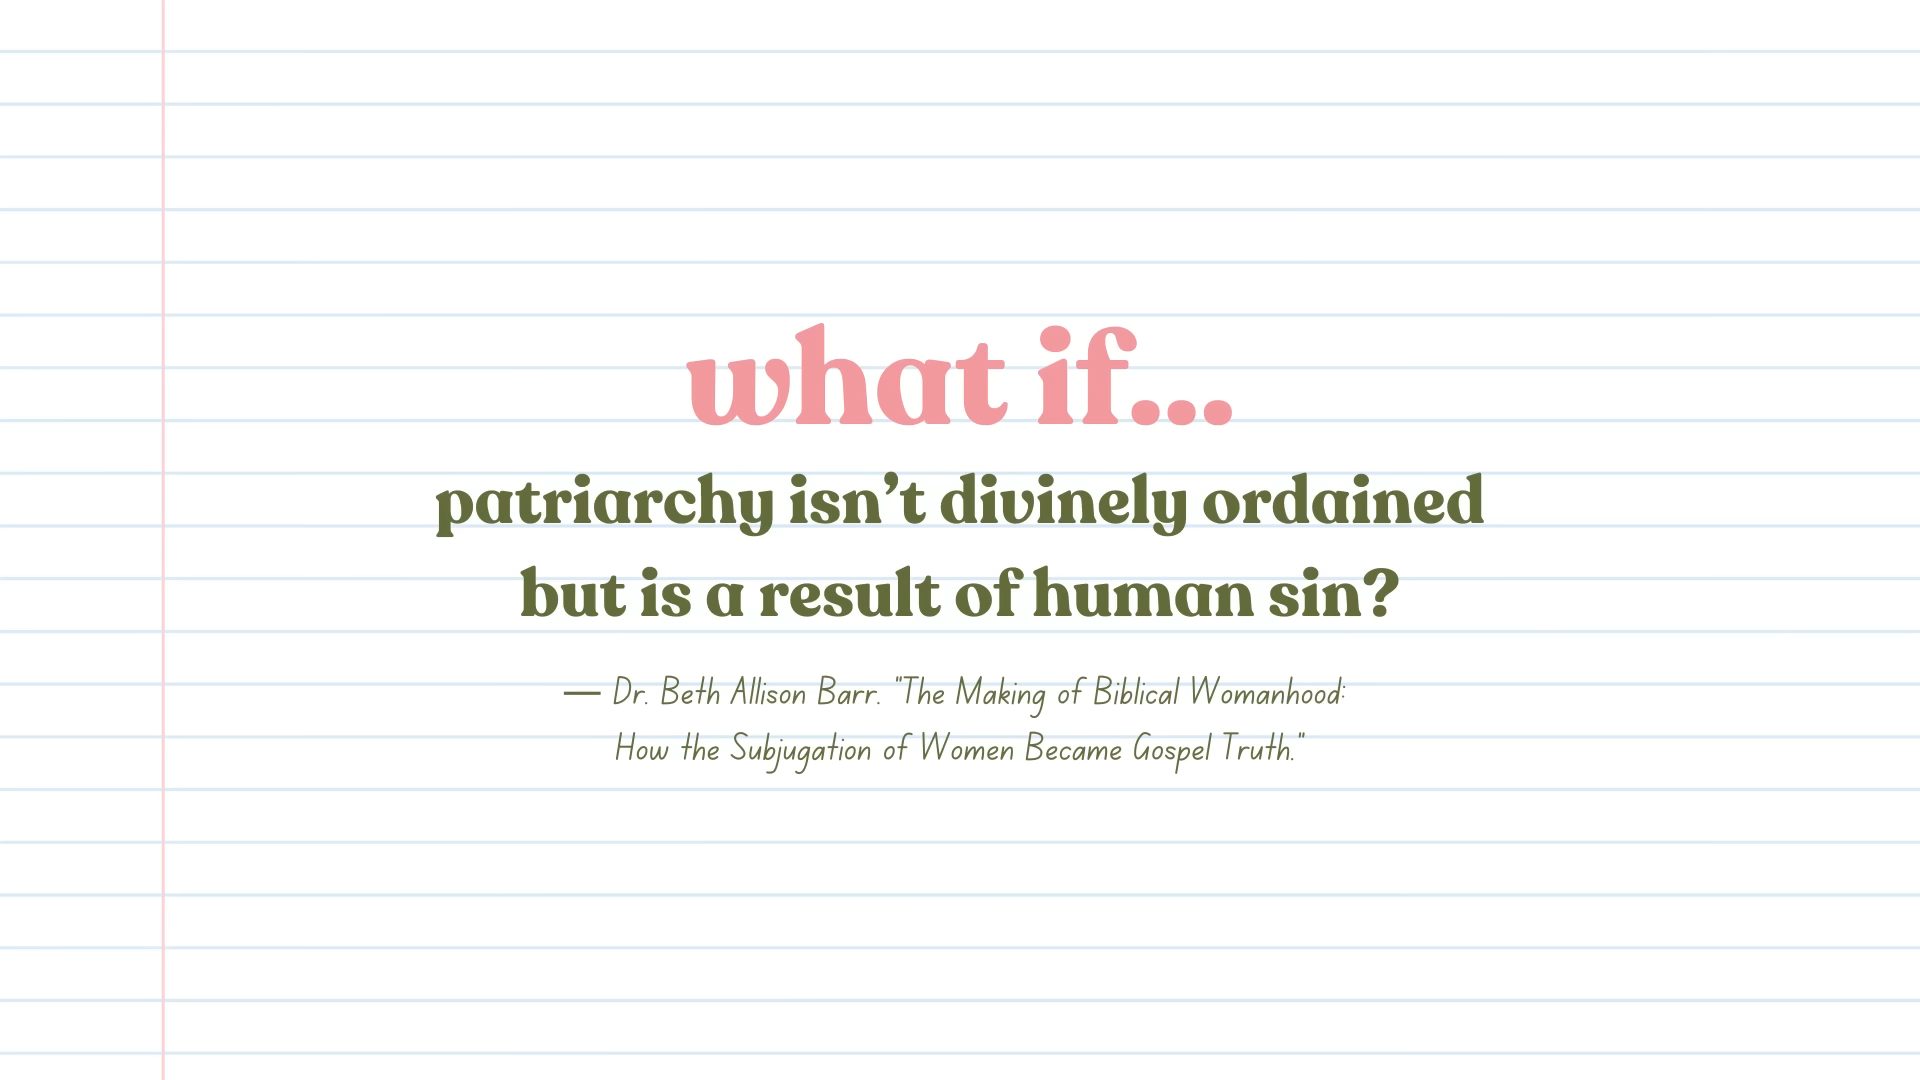 what if...
patriarchy isn’t divinely ordained
but is a result of human sin?
— Dr. Beth Allison Barr. "The Making of Biblical Womanhood:
How the Subjugation of Women Became Gospel Truth."